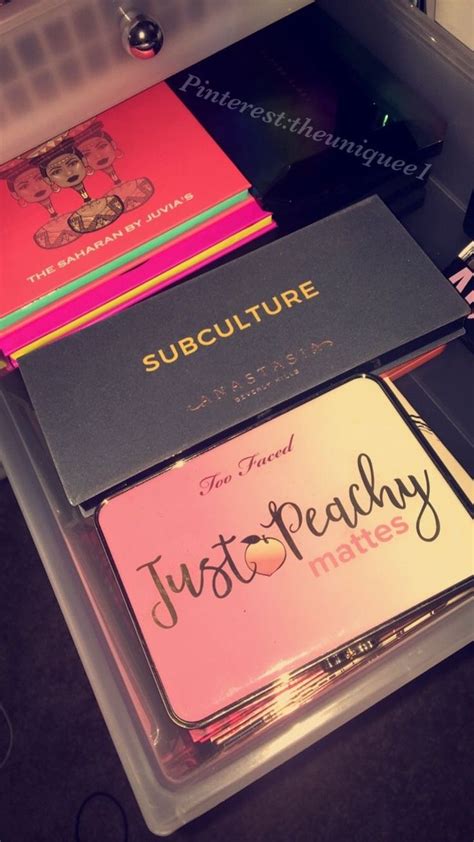 Pinterest:theuniquee1
THE SAHARAN BY JUVIA'S
SUBCULTURE
ANASTASIA
BEVERLY HILLS
Too Faced
Just Peachy
mattes